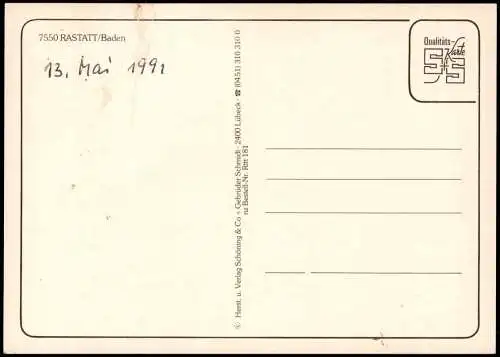 7550 RASTATT/Baden
13. Mai 1991
© Herst. u. Verlag Schöning & Co + Gebrüder Schmidt · 2400 Lübeck · ☎ (0451) 310 310 0
ru Bestell-Nr. Rtt 181
Qualitäts-
Karte